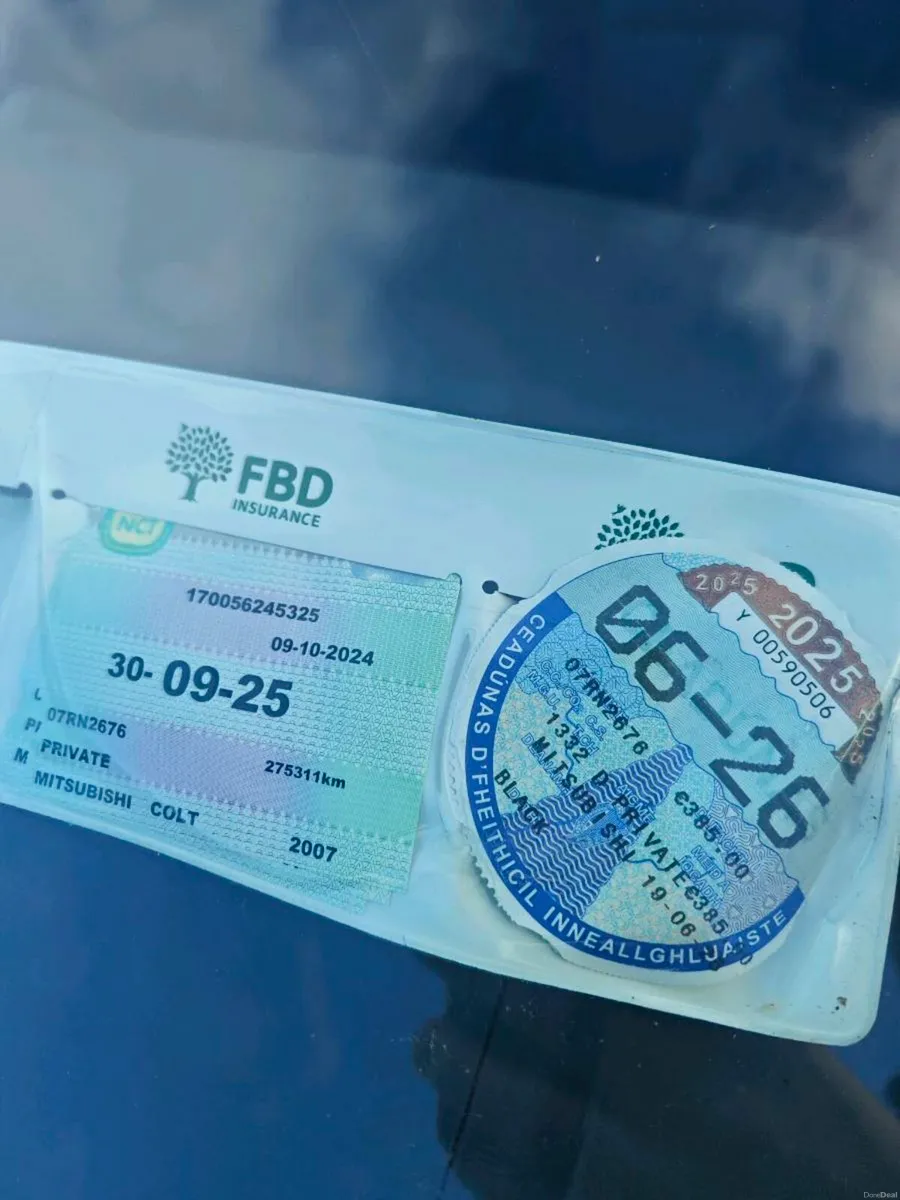 FBD
INSURANCE
NCT
170056245325
09-10-2024
30- 09-25
07RN2676
PRIVATE
275311km
MITSUBISHI COLT
2007
2025
2025
Y 00590506
06-26
07RN2676
1332 D PRIVATE
€385.00
MITSUBISHI
BLACK
19-06-
CEADÚNAS D'FHEITHICIL INNEALLGHLUAISTE
DoneDeal